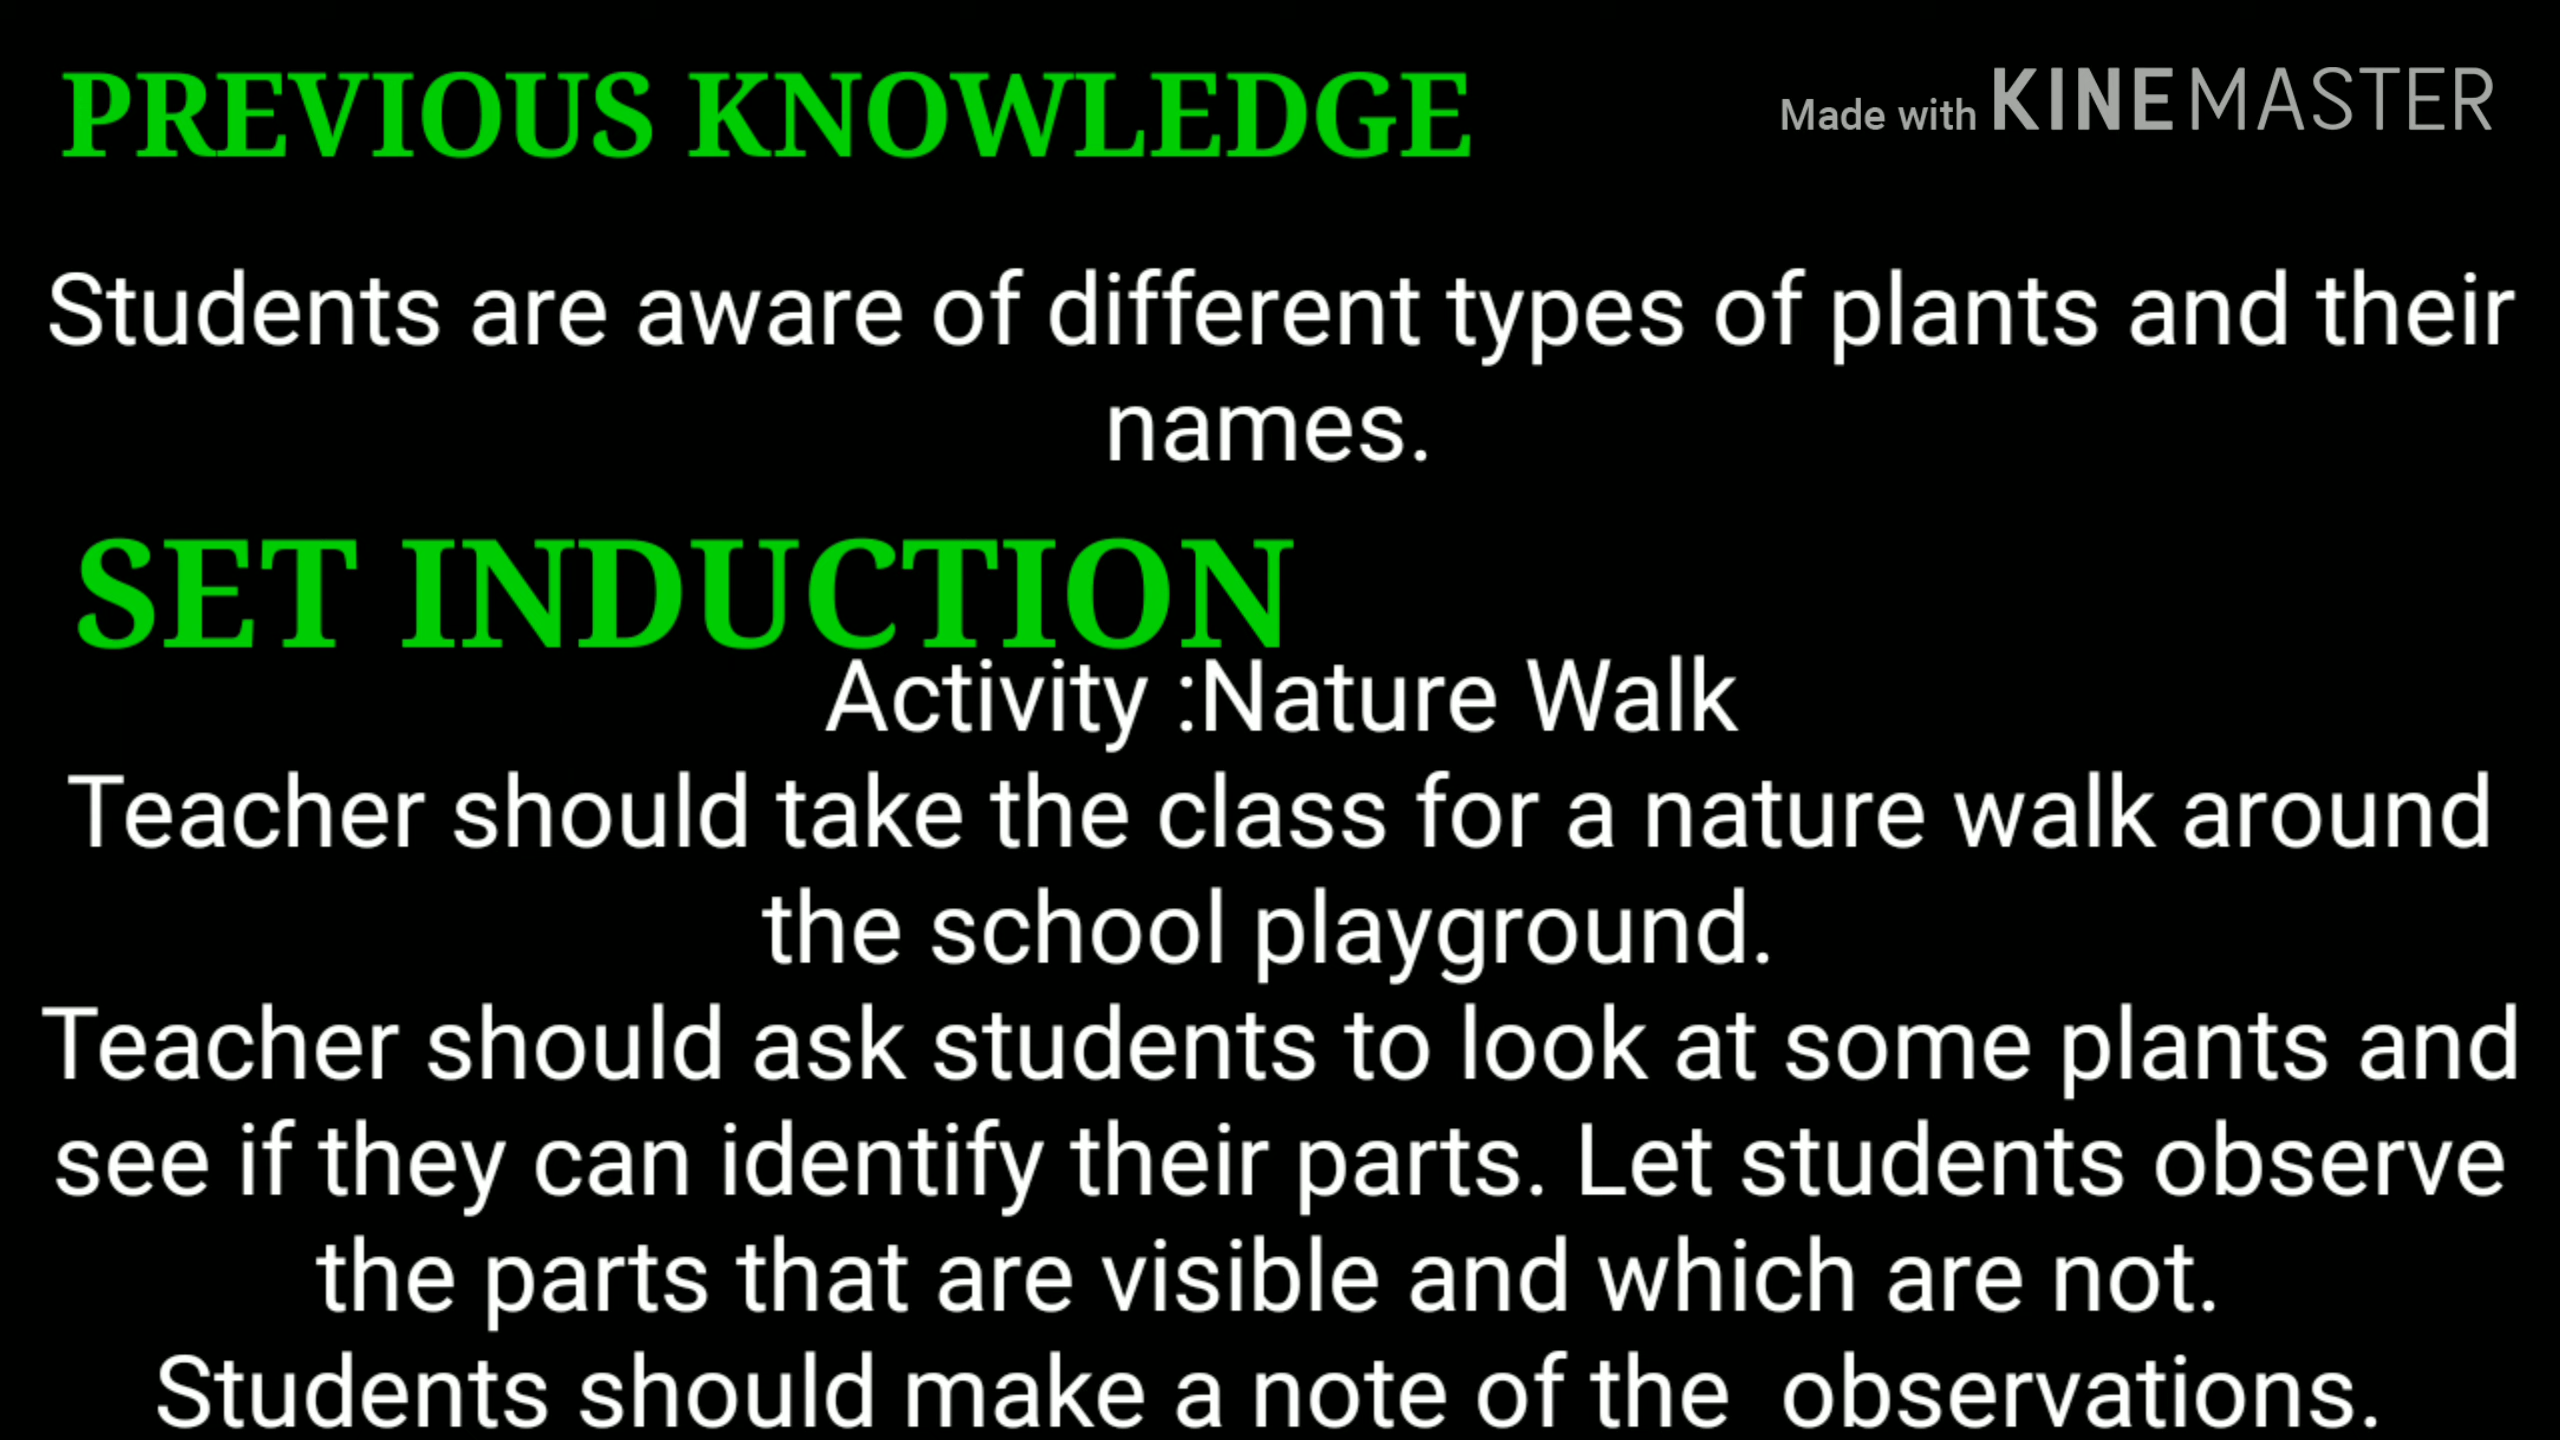 PREVIOUS KNOWLEDGE
Made with KINEMASTER
Students are aware of different types of plants and their
names.
SET INDUCTION
Activity :Nature Walk
Teacher should take the class for a nature walk around
the school playground.
Teacher should ask students to look at some plants and
see if they can identify their parts. Let students observe
the parts that are visible and which are not.
Students should make a note of the  observations.